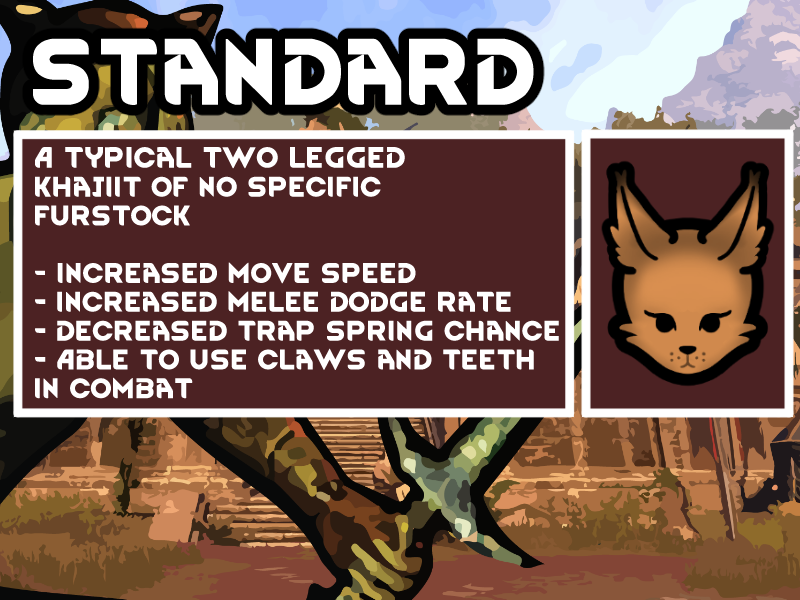 STANDARD
A TYPICAL TWO LEGGED
KHAJIIT OF NO SPECIFIC
FURSTOCK
- INCREASED MOVE SPEED
- INCREASED MELEE DODGE RATE
- DECREASED TRAP SPRING CHANCE
- ABLE TO USE CLAWS AND TEETH
IN COMBAT